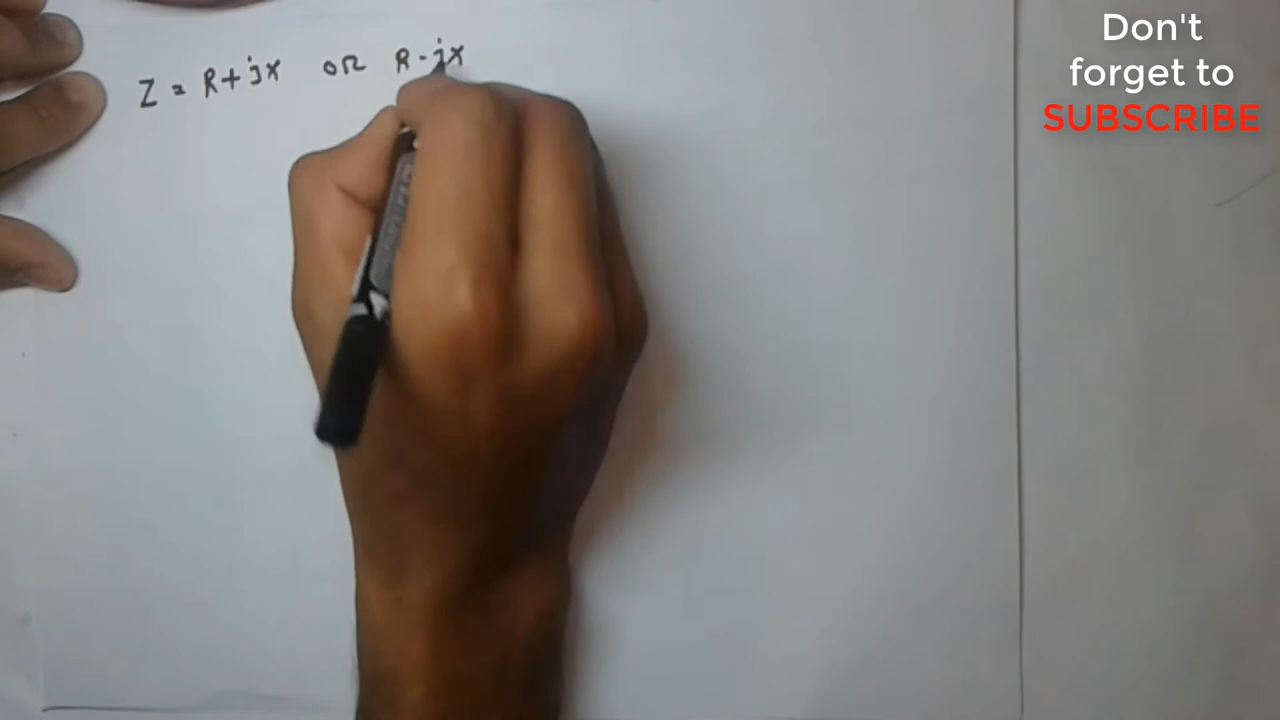 Z = R+jX OR R-jX
Don't
forget to
SUBSCRIBE